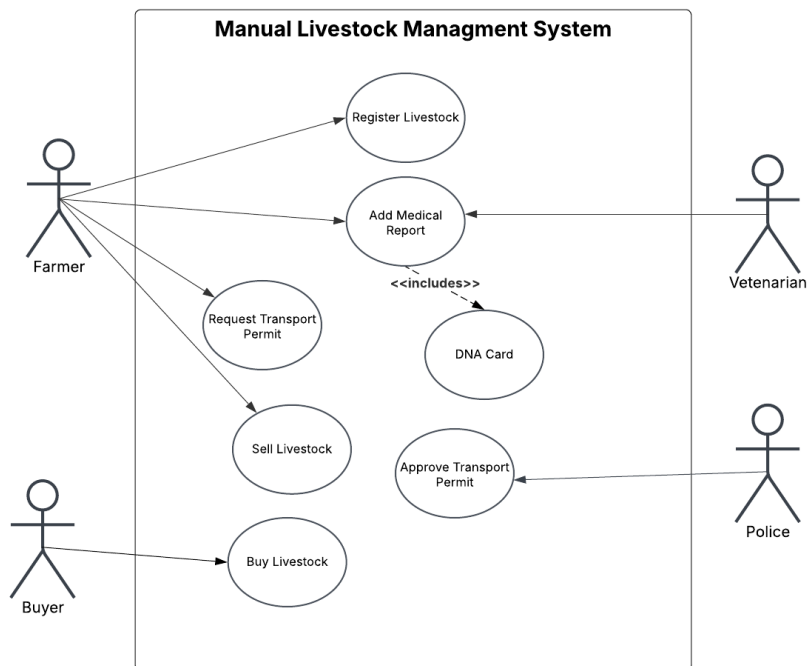 Manual Livestock Managment System
Register Livestock
Add Medical
Report
Farmer
Vetenarian
<<includes>>
Request Transport
Permit
DNA Card
Sell Livestock
Approve Transport
Permit
Police
Buy Livestock
Buyer